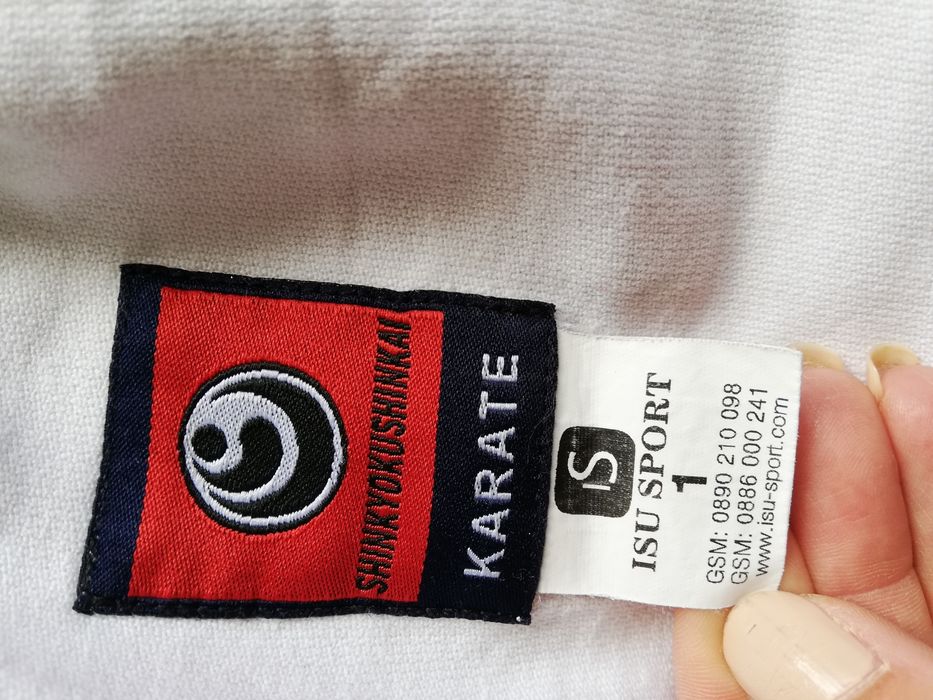 SHINKYOKUSHINKAI
KARATE
IS
ISU SPORT
1
GSM: 0890 210 098
GSM: 0886 000 241
www.isu-sport.com